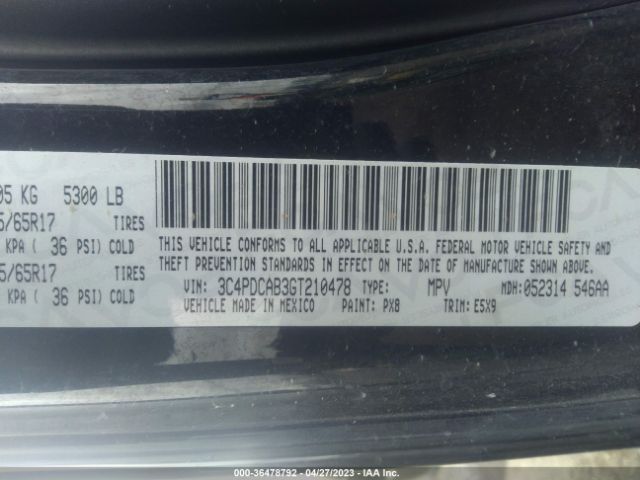 05 KG 5300 LB
5/65R17 TIRES
KPA ( 36 PSI) COLD
5/65R17 TIRES
KPA ( 36 PSI) COLD
THIS VEHICLE CONFORMS TO ALL APPLICABLE U.S.A. FEDERAL MOTOR VEHICLE SAFETY AND
THEFT PREVENTION STANDARDS IN EFFECT ON THE DATE OF MANUFACTURE SHOWN ABOVE.
VIN: 3C4PDCAB3GT210478 TYPE: MPV MDH: 052314 546AA
VEHICLE MADE IN MEXICO PAINT: PX8 TRIM: E5X9
000-36478792 - 04/27/2023 - IAA Inc.